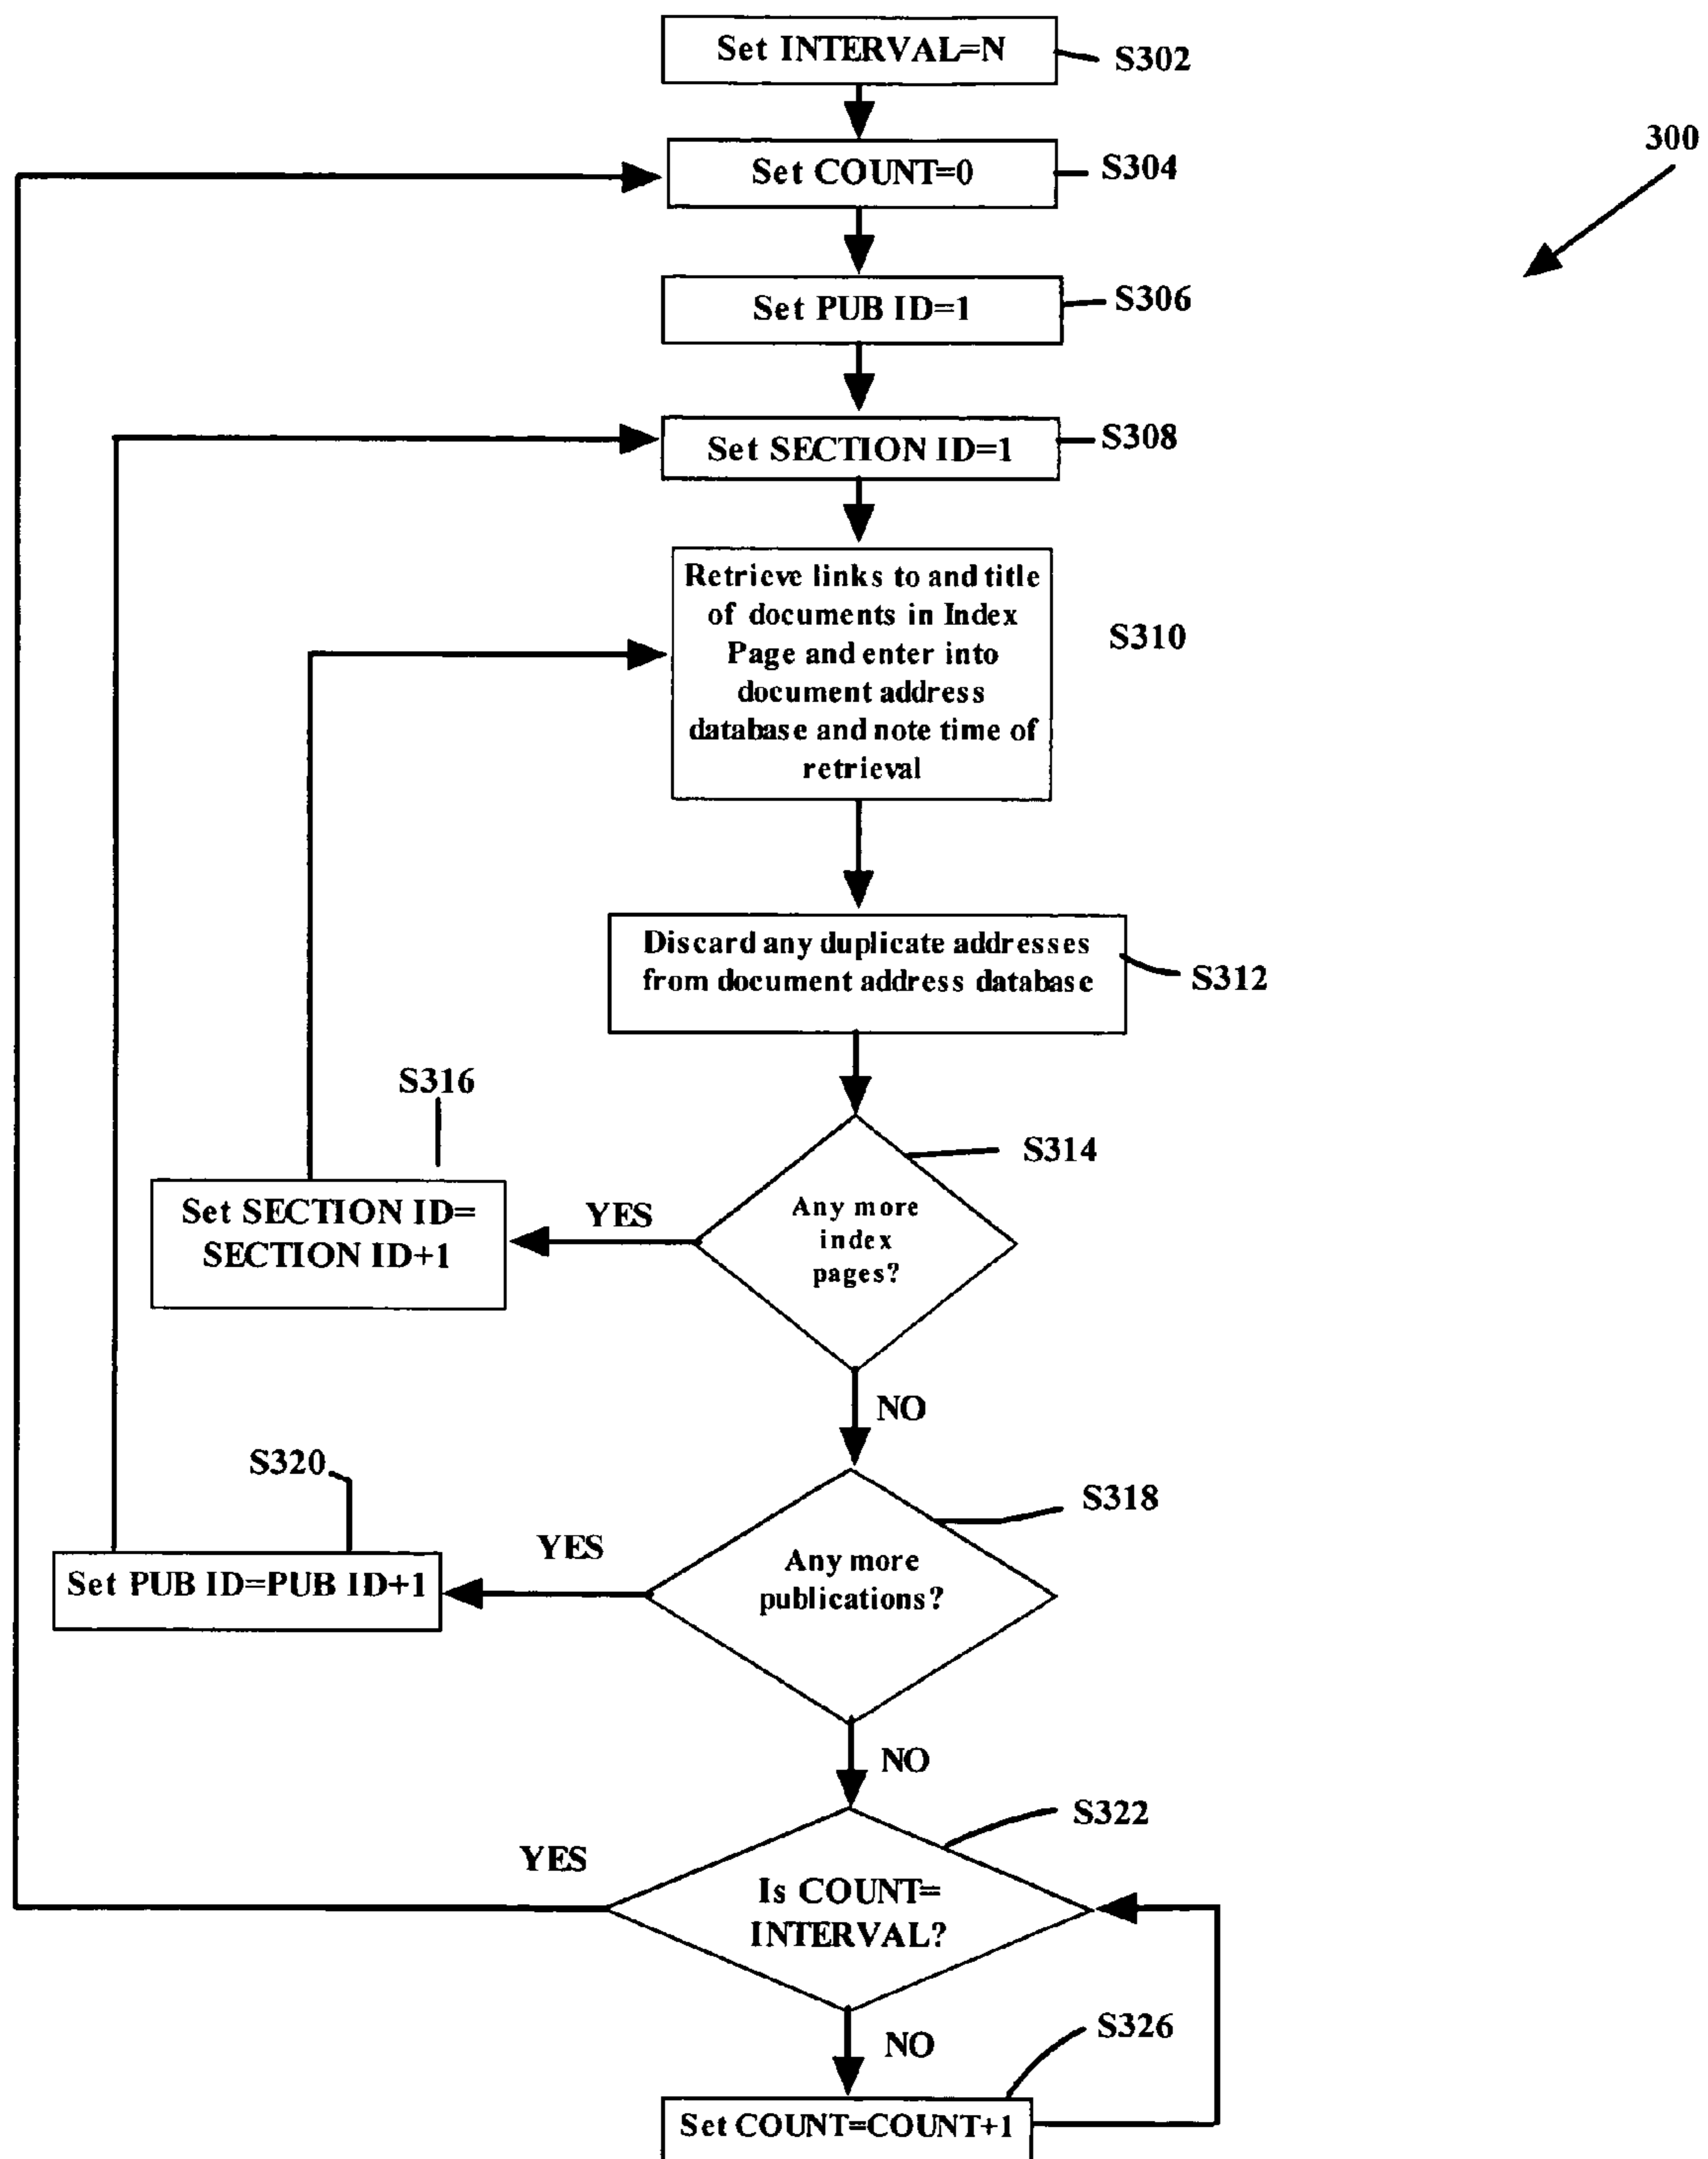 Set INTERVAL=N
S302
300
Set COUNT=0
S304
Set PUB ID=1
S306
Set SECTION ID=1
S308
Retrieve links to and title
of documents in Index
Page and enter into
document address
database and note time of
retrieval
S310
Discard any duplicate addresses
from document address database
S312
S316
S314
Set SECTION ID=
SECTION ID+1
YES
Any more
index
pages?
NO
S320
S318
Set PUB ID=PUB ID+1
YES
Any more
publications?
NO
S322
YES
Is COUNT=
INTERVAL?
S326
NO
Set COUNT=COUNT+1